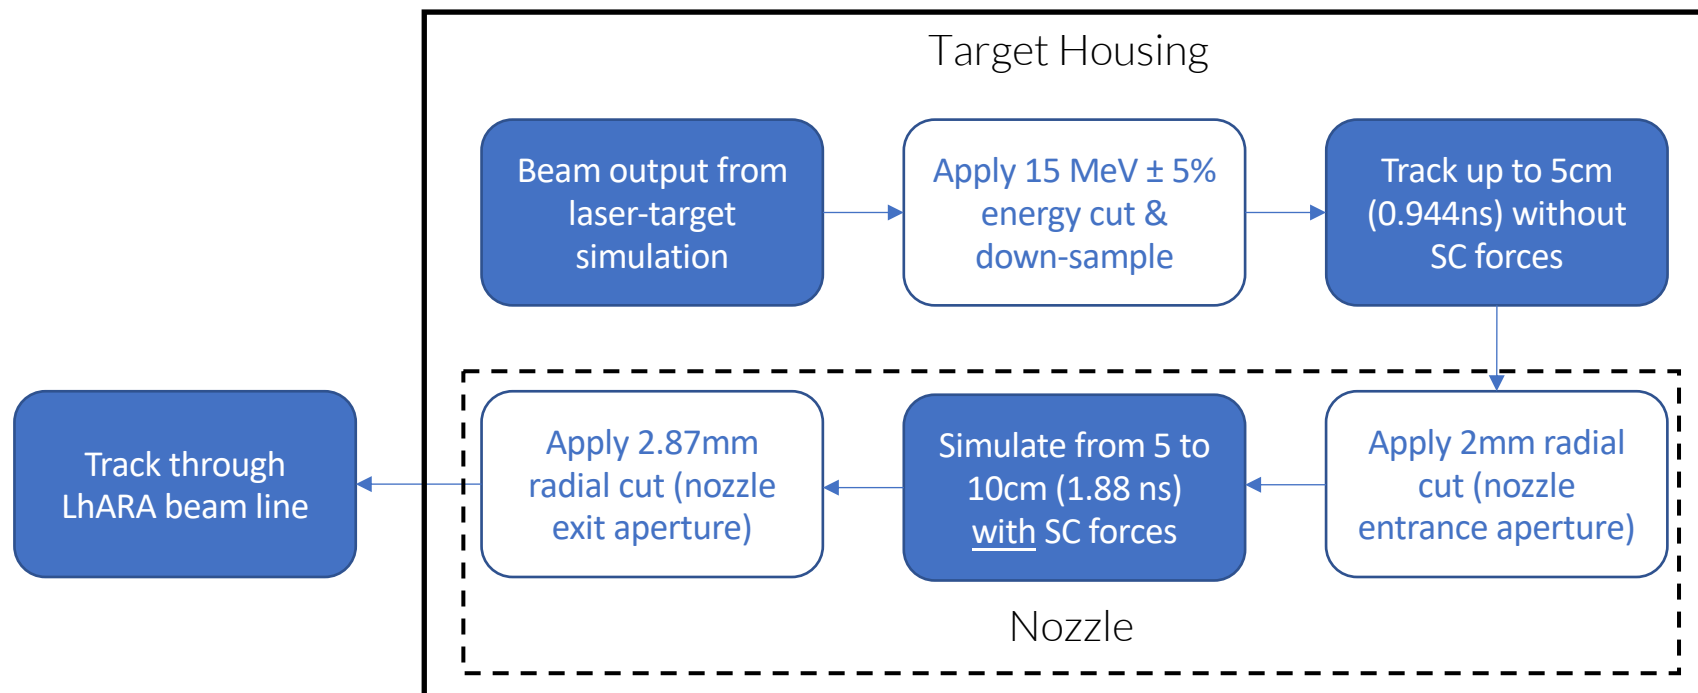 Target Housing
Beam output from
laser-target
simulation
Apply 15 MeV ± 5%
energy cut &
down-sample
Track up to 5cm
(0.944ns) without
SC forces
Apply 2mm radial
cut (nozzle
entrance aperture)
Simulate from 5 to
10cm (1.88 ns)
with SC forces
Apply 2.87mm
radial cut (nozzle
exit aperture)
Track through
LhARA beam line
Nozzle